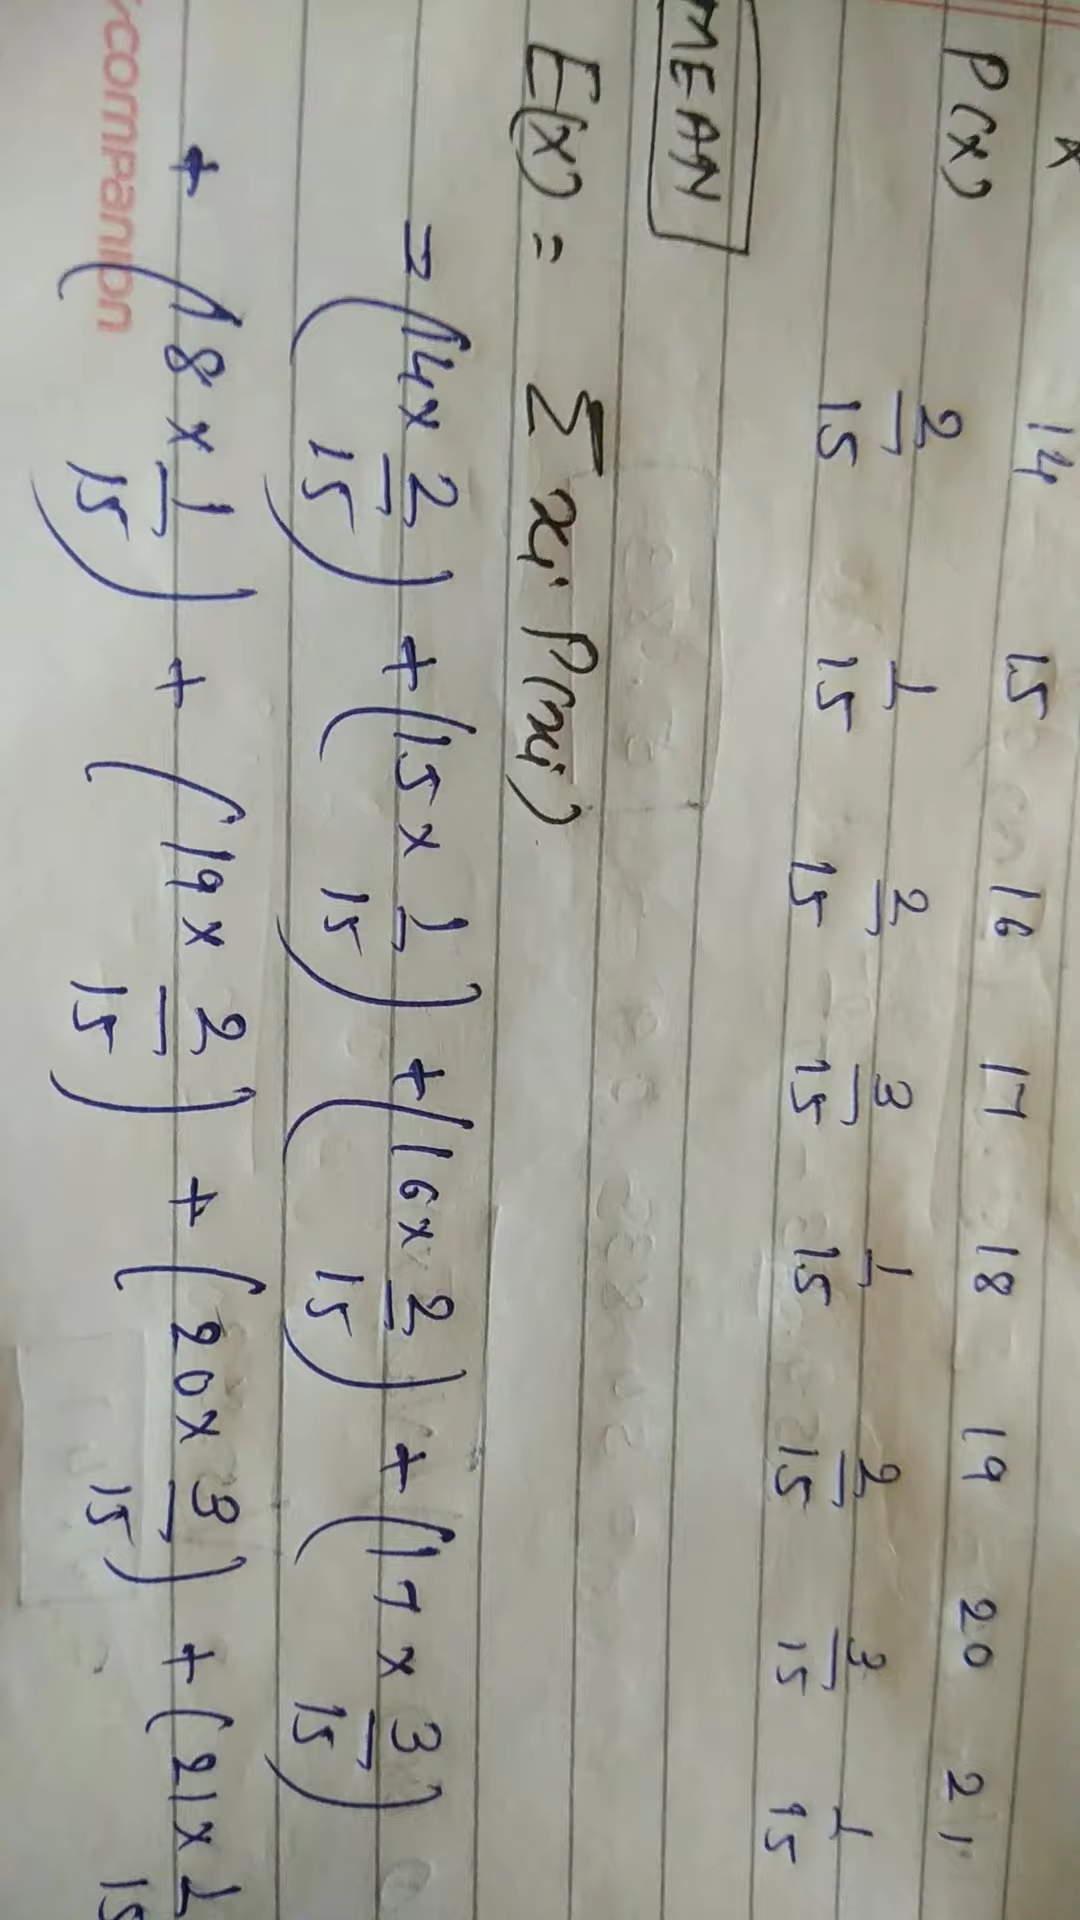 x 14 15 16 17 18 19 20 21
P(x) 2/15 1/15 2/15 3/15 1/15 2/15 3/15 1/15
MEAN
E(x) = Σ xi P(xi)
= (14 x 2/15) + (15 x 1/15) + (16 x 2/15) + (17 x 3/15)
+ (18 x 1/15) + (19 x 2/15) + (20 x 3/15) + (21 x 1/15
companion